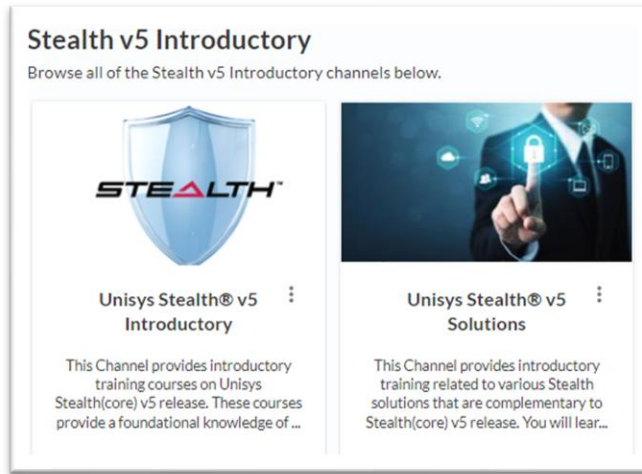 Stealth v5 Introductory
Browse all of the Stealth v5 Introductory channels below.
STEALTH™
Unisys Stealth® v5
Introductory
This Channel provides introductory
training courses on Unisys
Stealth(core) v5 release. These courses
provide a foundational knowledge of ...
Unisys Stealth® v5
Solutions
This Channel provides introductory
training related to various Stealth
solutions that are complementary to
Stealth(core) v5 release. You will lear...